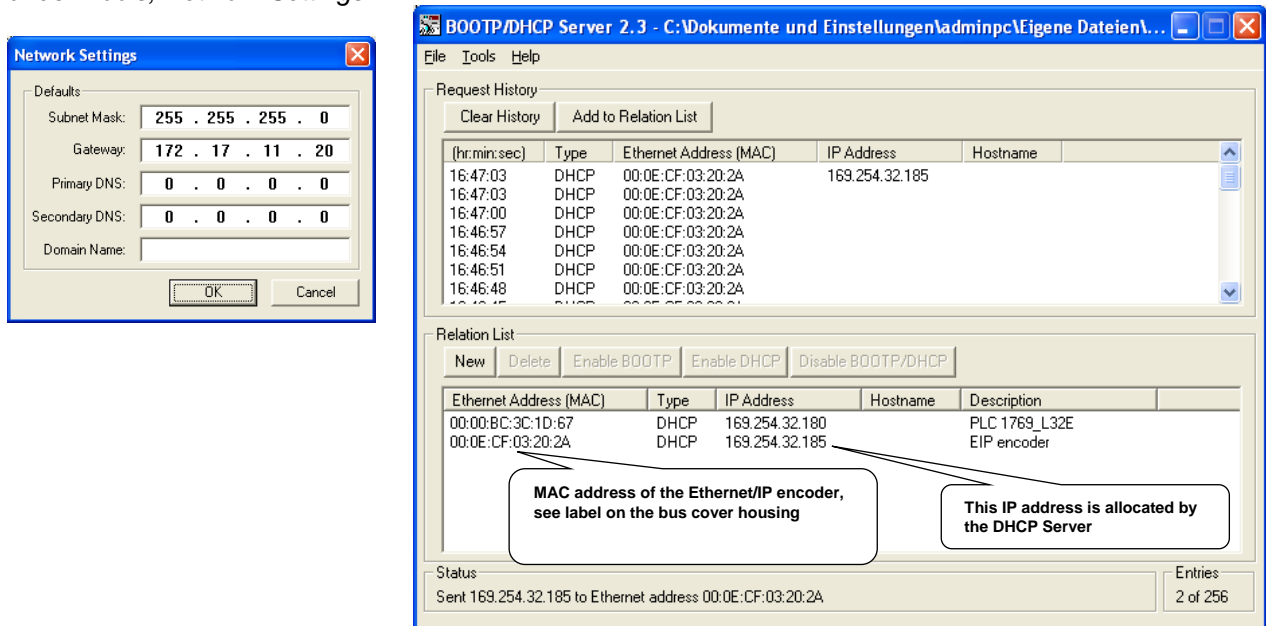 Network Settings
Defaults
Subnet Mask: 255 . 255 . 255 . 0
Gateway: 172 . 17 . 11 . 20
Primary DNS: 0 . 0 . 0 . 0
Secondary DNS: 0 . 0 . 0 . 0
Domain Name:
OK Cancel
BOOTP/DHCP Server 2.3 - C:\Dokumente und Einstellungen\adminpc\Eigene Dateien\...
File Tools Help
Request History
Clear History Add to Relation List
(hr:min:sec) Type Ethernet Address (MAC) IP Address Hostname
16:47:03 DHCP 00:0E:CF:03:20:2A 169.254.32.185
16:47:03 DHCP 00:0E:CF:03:20:2A
16:47:00 DHCP 00:0E:CF:03:20:2A
16:46:57 DHCP 00:0E:CF:03:20:2A
16:46:54 DHCP 00:0E:CF:03:20:2A
16:46:51 DHCP 00:0E:CF:03:20:2A
16:46:48 DHCP 00:0E:CF:03:20:2A
Relation List
New Delete Enable BOOTP Enable DHCP Disable BOOTP/DHCP
Ethernet Address (MAC) Type IP Address Hostname Description
00:00:BC:3C:1D:67 DHCP 169.254.32.180 PLC 1769_L32E
00:0E:CF:03:20:2A DHCP 169.254.32.185 EIP encoder
MAC address of the Ethernet/IP encoder,
see label on the bus cover housing
This IP address is allocated by
the DHCP Server
Status
Sent 169.254.32.185 to Ethernet address 00:0E:CF:03:20:2A
Entries
2 of 256